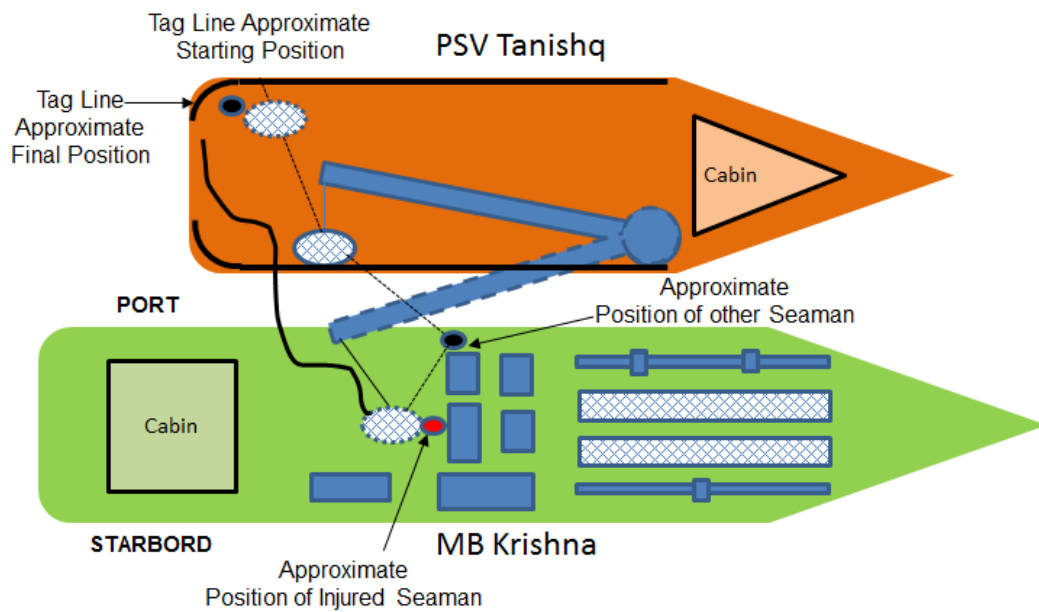 Tag Line Approximate
Starting Position
PSV Tanishq
Tag Line
Approximate
Final Position
Cabin
PORT
Approximate
Position of other Seaman
Cabin
STARBORD
MB Krishna
Approximate
Position of Injured Seaman